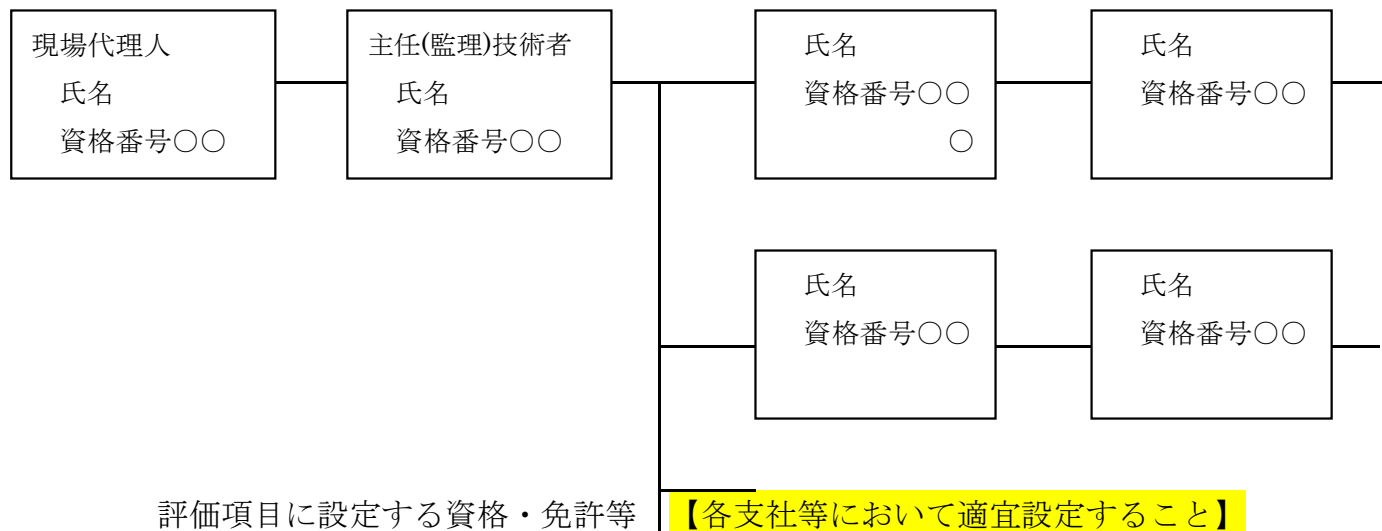 現場代理人
氏名
資格番号○○
主任(監理)技術者
氏名
資格番号○○
氏名
資格番号○○
○
氏名
資格番号○○
氏名
資格番号○○
氏名
資格番号○○
評価項目に設定する資格・免許等 【各支社等において適宜設定すること】